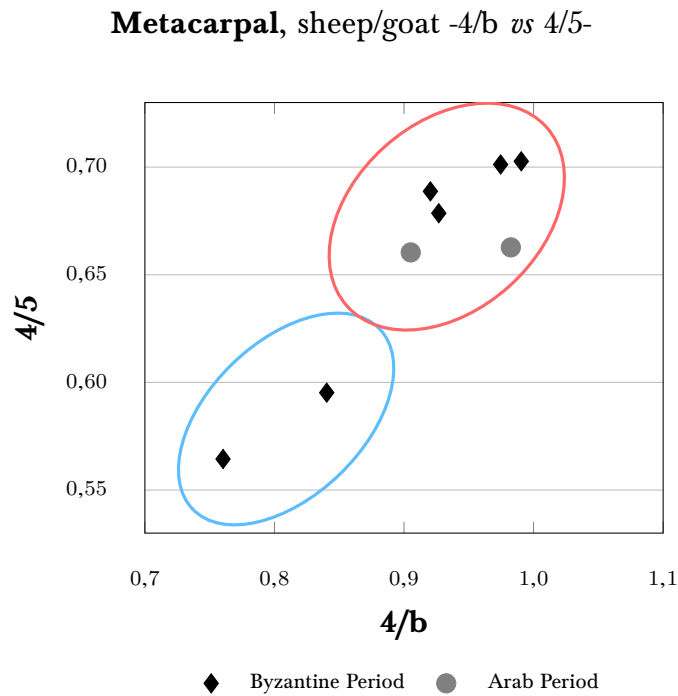 Metacarpal, sheep/goat -4/b vs 4/5-
0,70
0,65
0,60
0,55
4/5
0,7 0,8 0,9 1,0 1,1
4/b
Byzantine Period Arab Period